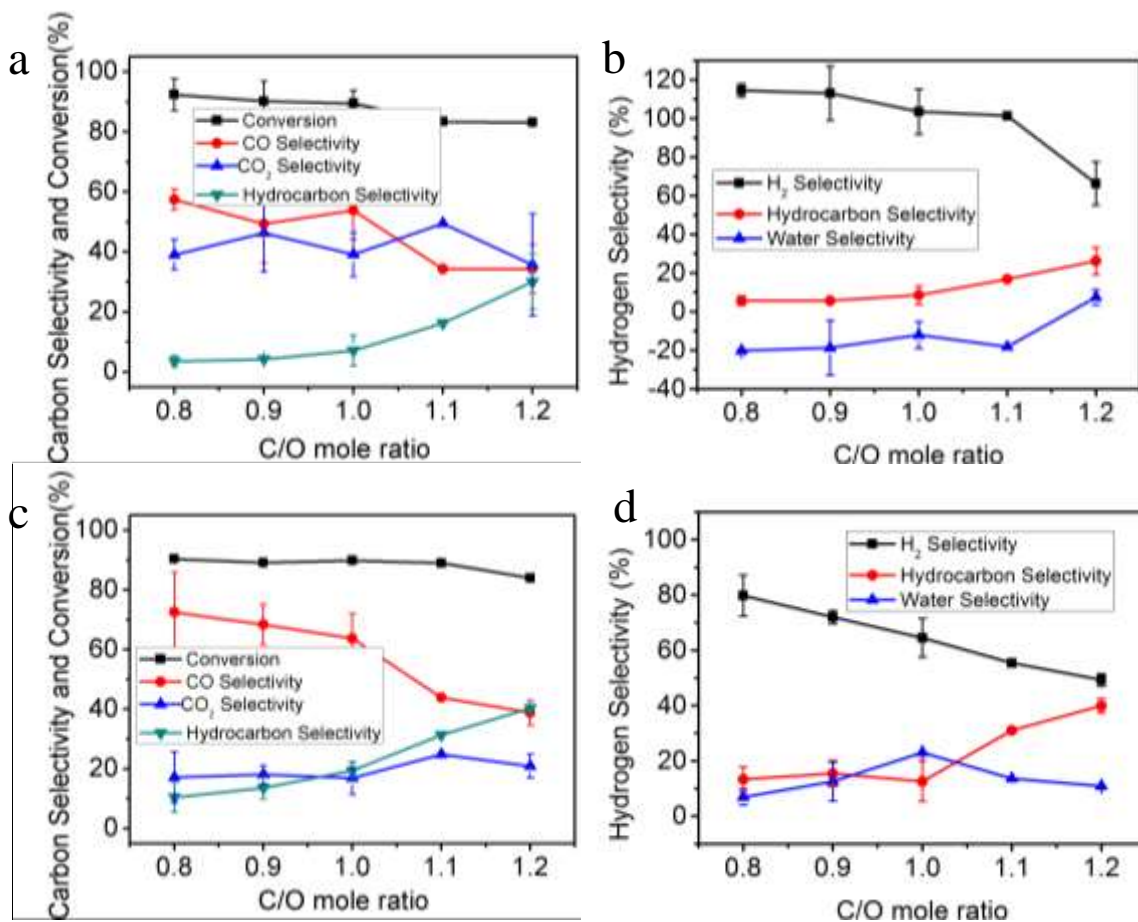 a
Carbon Selectivity and Conversion(%)
100
80
60
40
20
0
Conversion
CO Selectivity
CO2 Selectivity
Hydrocarbon Selectivity
0.8 0.9 1.0 1.1 1.2
C/O mole ratio
b
Hydrogen Selectivity (%)
120
100
80
60
40
20
0
-20
-40
H2 Selectivity
Hydrocarbon Selectivity
Water Selectivity
0.8 0.9 1.0 1.1 1.2
C/O mole ratio
c
Carbon Selectivity and Conversion(%)
100
80
60
40
20
0
Conversion
CO Selectivity
CO2 Selectivity
Hydrocarbon Selectivity
0.8 0.9 1.0 1.1 1.2
C/O mole ratio
d
Hydrogen Selectivity (%)
100
80
60
40
20
0
H2 Selectivity
Hydrocarbon Selectivity
Water Selectivity
0.8 0.9 1.0 1.1 1.2
C/O mole ratio